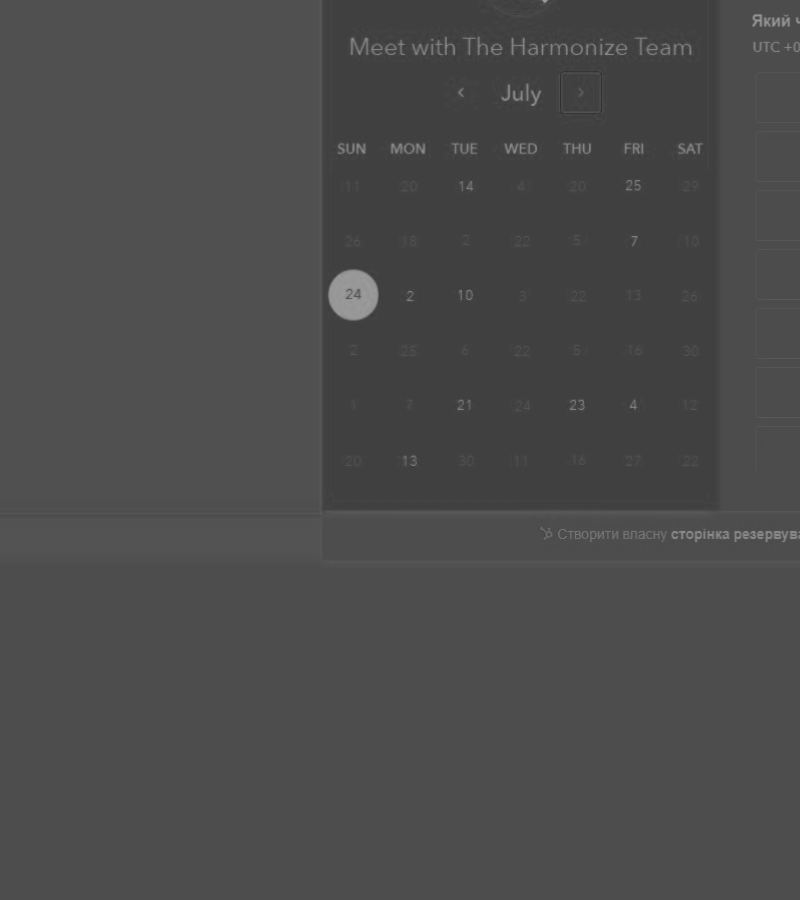 Meet with The Harmonize Team
‹ July ›
SUN MON TUE WED THU FRI SAT
11 20 14 4 20 25 29
26 18 2 22 5 7 10
24 2 10 3 22 13 26
2 25 6 22 5 16 30
1 7 21 24 23 4 12
20 13 30 11 16 27 22
Який
UTC +0
Створити власну сторінка